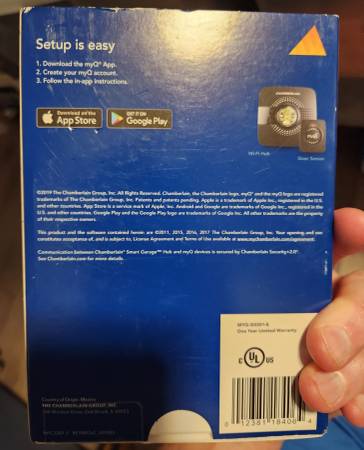 Setup is easy
1. Download the myQ® App.
2. Create your myQ account.
3. Follow the in-app instructions.
Download on the
App Store
GET IT ON
Google Play
CHAMBERLAIN
myQ
Wi-Fi Hub
Door Sensor
©2019 The Chamberlain Group, Inc. All Rights Reserved. Chamberlain, the Chamberlain logo, myQ® and the myQ logo are registered
trademarks of The Chamberlain Group, Inc. Patents and patents pending. Apple is a trademark of Apple Inc., registered in the U.S.
and other countries. App Store is a service mark of Apple, Inc. Android and Google are trademarks of Google Inc., registered in the
U.S. and other countries. Google Play and the Google Play logo are trademarks of Google Inc. All other trademarks are the property
of their respective owners.
This product and the software contained herein are ©2011, 2015, 2016, 2017 The Chamberlain Group, Inc. Your opening and use
constitutes acceptance of, and is subject to, License Agreement and Terms of Use available at www.mychamberlain.com/agreement.
Communication between Chamberlain® Smart Garage™ Hub and myQ devices is secured by Chamberlain Security+2.0®.
See Chamberlain.com for more details.
One Year Limited Warranty
C UL US
8 12381 18406 4
Country of Origin: Mexico
THE CHAMBERLAIN GROUP, INC.